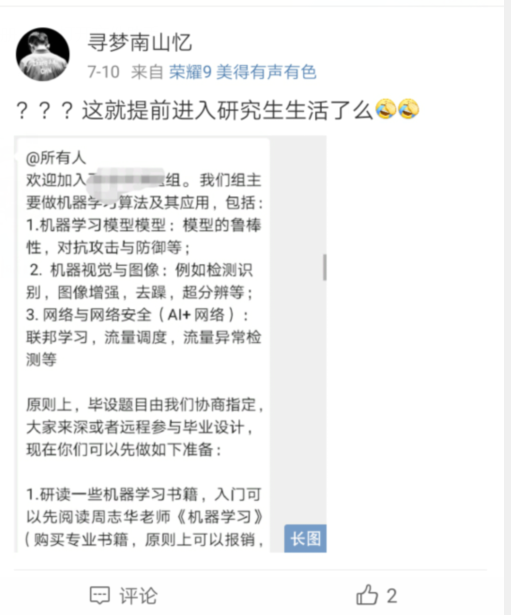 寻梦南山忆
7-10 来自 荣耀9 美得有声有色
？？？这就提前进入研究生生活了么🤣🤣
@所有人
欢迎加入组。我们组主
要做机器学习算法及其应用，包括：
1.机器学习模型模型：模型的鲁棒
性，对抗攻击与防御等；
2. 机器视觉与图像：例如检测识
别，图像增强，去躁，超分辨等；
3. 网络与网络安全（AI+ 网络）：
联邦学习，流量调度，流量异常检
测等
原则上，毕设题目由我们协商指定，
大家来深或者远程参与毕业设计，
现在你们可以先做如下准备：
1.研读一些机器学习书籍，入门可
以先阅读周志华老师《机器学习》
（购买专业书籍，原则上可以报销，
长图
评论 2